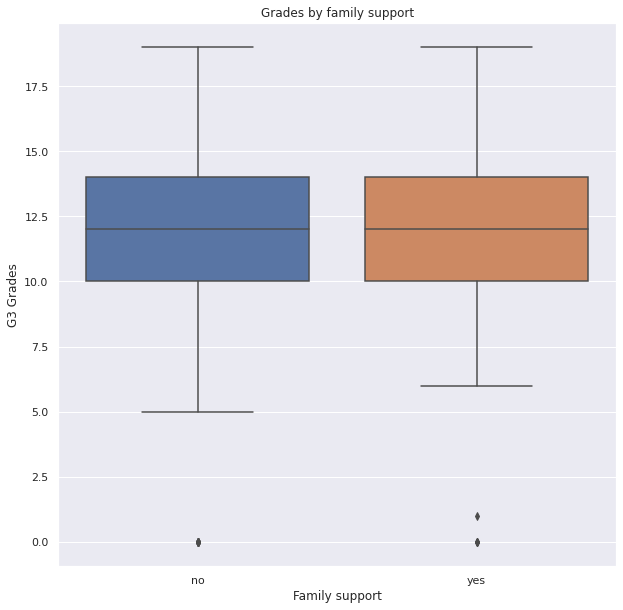 Grades by family support
17.5
15.0
12.5
10.0
7.5
5.0
2.5
0.0
G3 Grades
no yes
Family support